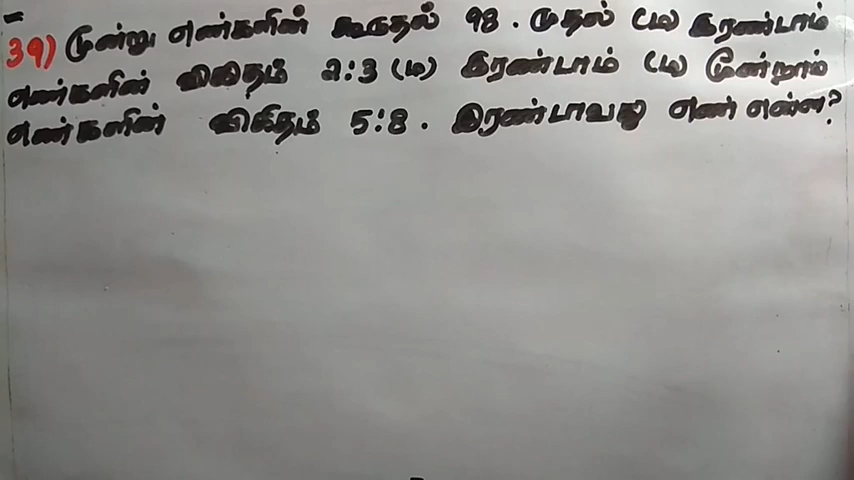 39) மூன்று எண்களின் கூடுதல் 98. முதல் (ம) இரண்டாம்
எண்களின் விகிதம் 2:3 (ம) இரண்டாம் (ம) மூன்றாம்
எண்களின் விகிதம் 5:8. இரண்டாவது எண் என்ன?